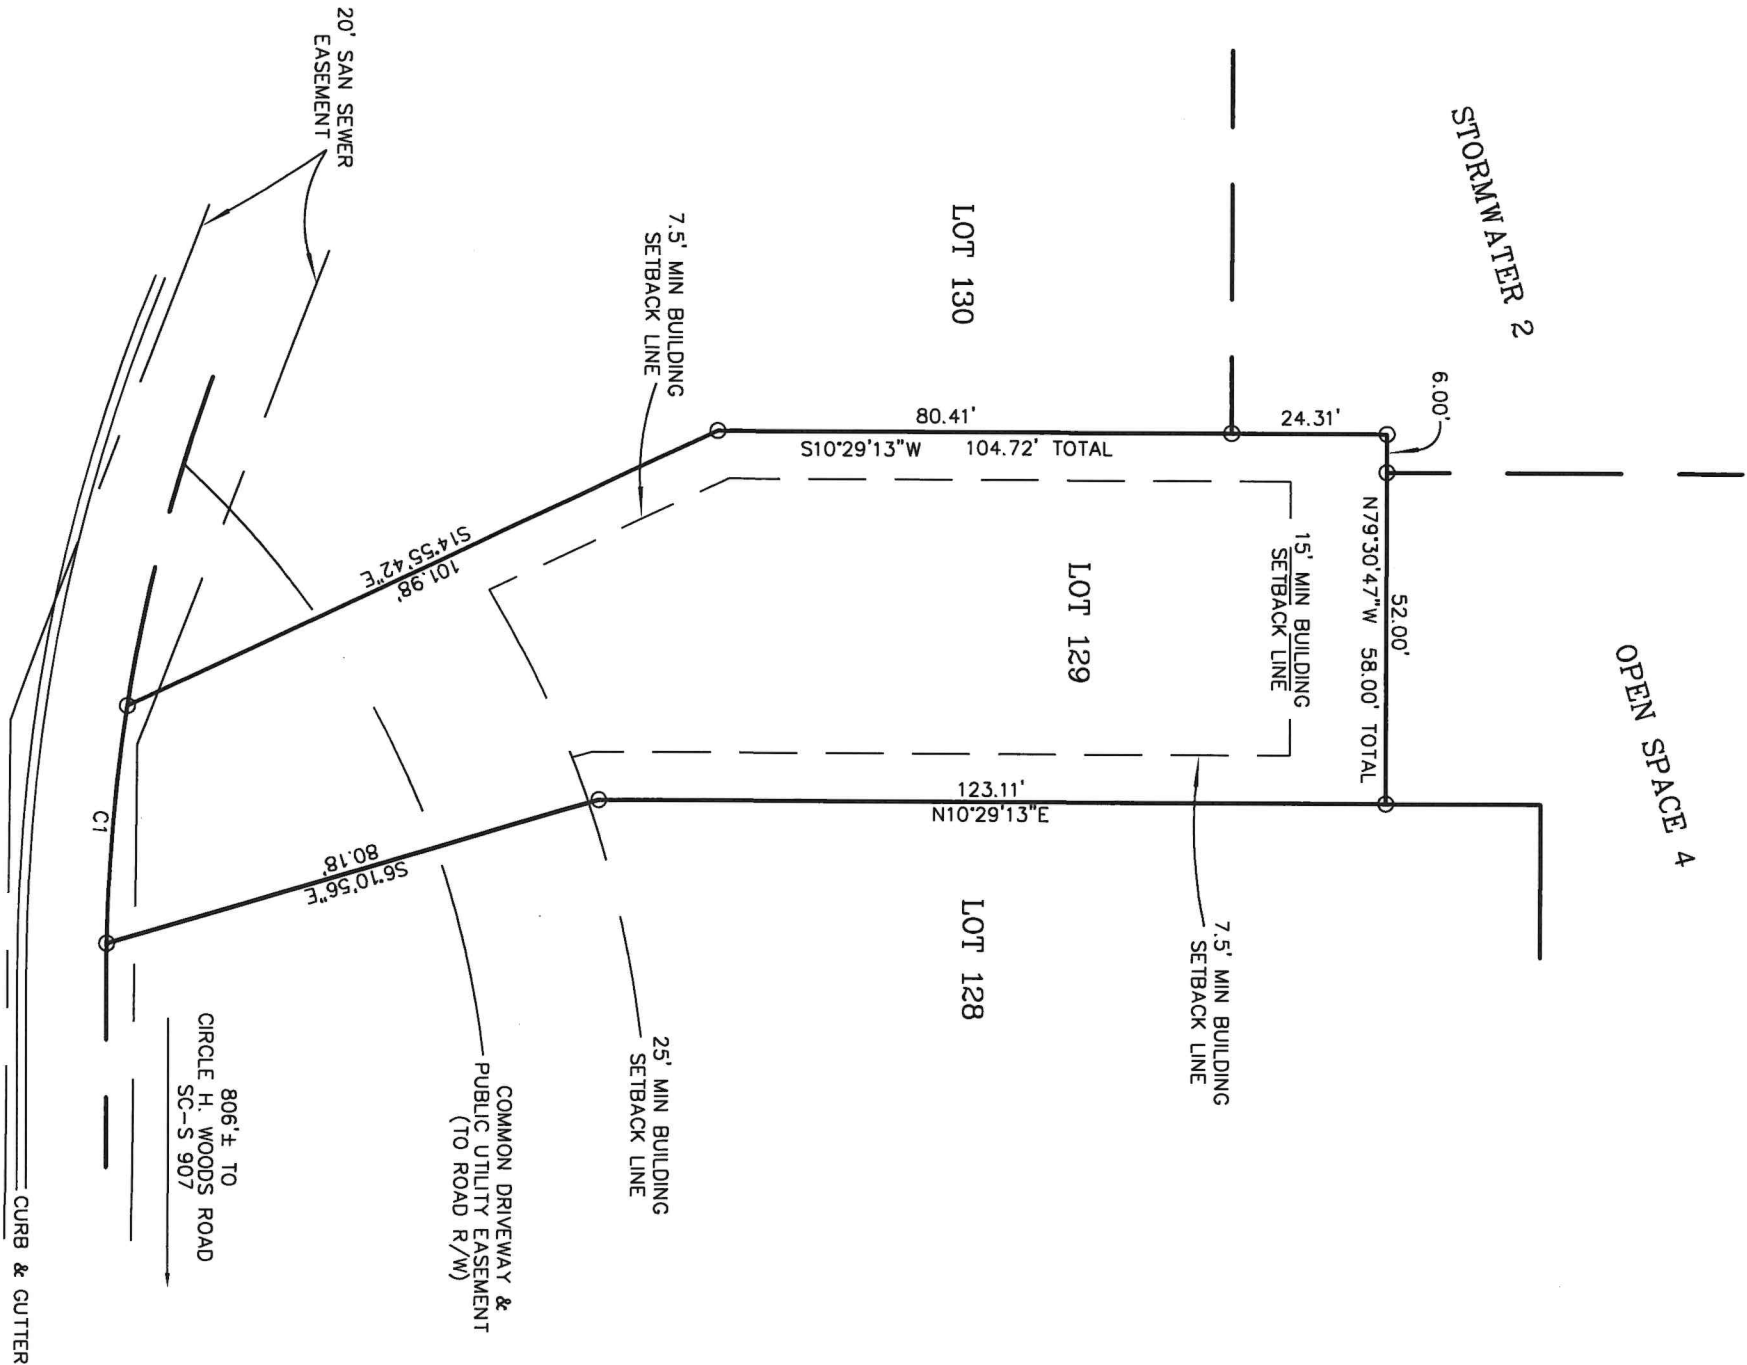 STORMWATER 2
OPEN SPACE 4
6.00'
52.00'
N79°30'47"W 58.00' TOTAL
24.31'
80.41'
S10°29'13"W 104.72' TOTAL
15' MIN BUILDING
SETBACK LINE
LOT 130
LOT 129
LOT 128
123.11'
N10°29'13"E
7.5' MIN BUILDING
SETBACK LINE
7.5' MIN BUILDING
SETBACK LINE
S14°55'42"E
101.98'
S6°10'56"E
80.18'
25' MIN BUILDING
SETBACK LINE
COMMON DRIVEWAY &
PUBLIC UTILITY EASEMENT
(TO ROAD R/W)
20' SAN SEWER
EASEMENT
C1
806'± TO
CIRCLE H. WOODS ROAD
SC-S 907
CURB & GUTTER